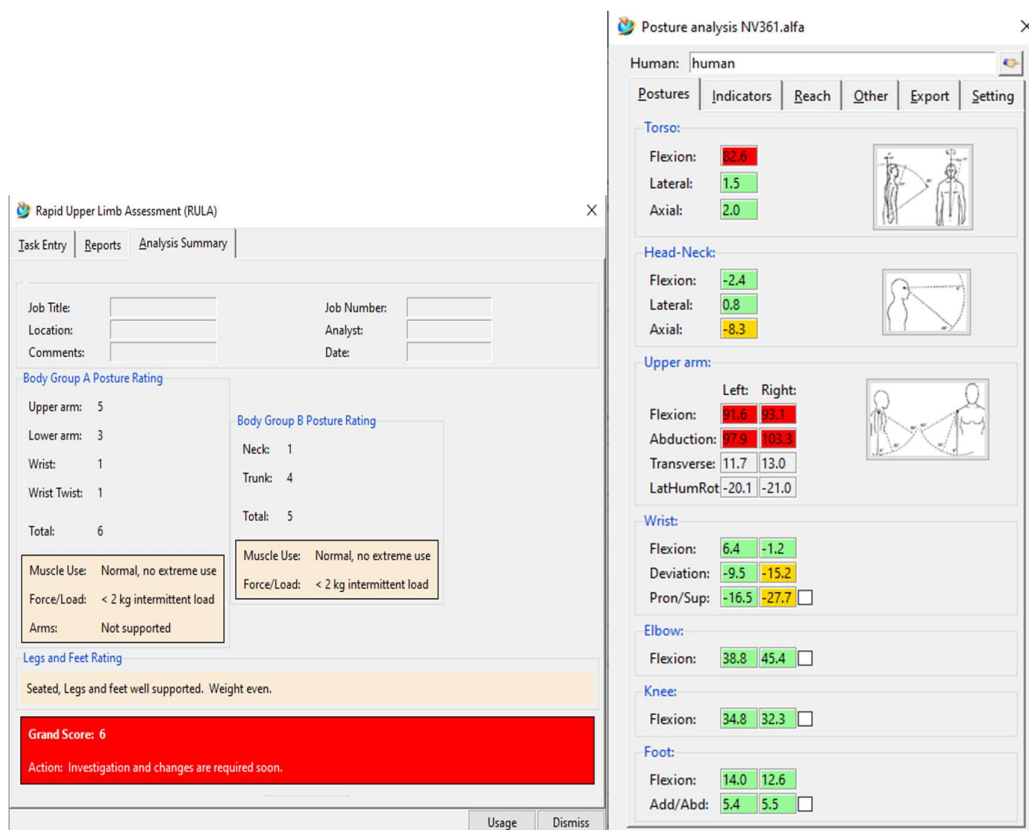 Rapid Upper Limb Assessment (RULA)
Task Entry Reports Analysis Summary
Job Title: Job Number:
Location: Analyst:
Comments: Date:
Body Group A Posture Rating
Upper arm: 5
Lower arm: 3
Wrist: 1
Wrist Twist: 1
Total: 6
Muscle Use: Normal, no extreme use
Force/Load: < 2 kg intermittent load
Arms: Not supported
Body Group B Posture Rating
Neck: 1
Trunk: 4
Total: 5
Muscle Use: Normal, no extreme use
Force/Load: < 2 kg intermittent load
Legs and Feet Rating
Seated, Legs and feet well supported. Weight even.
Grand Score: 6
Action: Investigation and changes are required soon.
Usage Dismiss
Posture analysis NV361.alfa
Human: human
Postures Indicators Reach Other Export Setting
Torso:
Flexion: 82.6
Lateral: 1.5
Axial: 2.0
Head-Neck:
Flexion: -2.4
Lateral: 0.8
Axial: -8.3
Upper arm:
Left: Right:
Flexion: 91.6 93.1
Abduction: 97.9 103.3
Transverse: 11.7 13.0
LatHumRot -20.1 -21.0
Wrist:
Flexion: 6.4 -1.2
Deviation: -9.5 -15.2
Pron/Sup: -16.5 -27.7
Elbow:
Flexion: 38.8 45.4
Knee:
Flexion: 34.8 32.3
Foot:
Flexion: 14.0 12.6
Add/Abd: 5.4 5.5